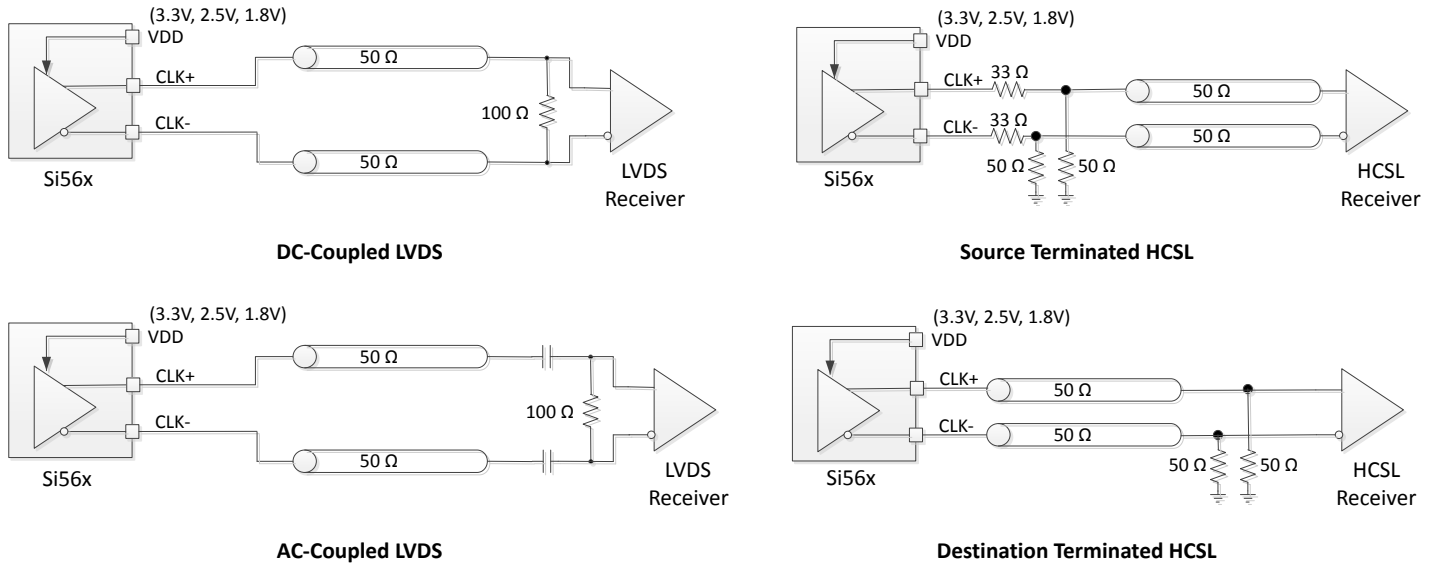 (3.3V, 2.5V, 1.8V)
VDD
CLK+
50 Ω
100 Ω
CLK-
50 Ω
Si56x
LVDS
Receiver
DC-Coupled LVDS
(3.3V, 2.5V, 1.8V)
VDD
CLK+
33 Ω
50 Ω
CLK-
33 Ω
50 Ω
50 Ω
50 Ω
Si56x
HCSL
Receiver
Source Terminated HCSL
(3.3V, 2.5V, 1.8V)
VDD
CLK+
50 Ω
100 Ω
CLK-
50 Ω
Si56x
LVDS
Receiver
AC-Coupled LVDS
(3.3V, 2.5V, 1.8V)
VDD
CLK+
50 Ω
CLK-
50 Ω
50 Ω
50 Ω
Si56x
HCSL
Receiver
Destination Terminated HCSL